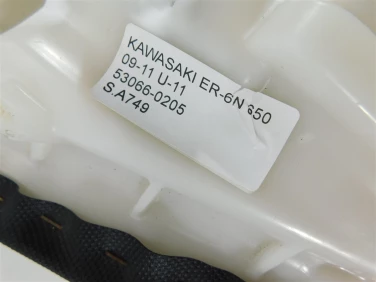 KAWASAKI ER-6N 650
09-11 U-11
53066-0205
S.A749